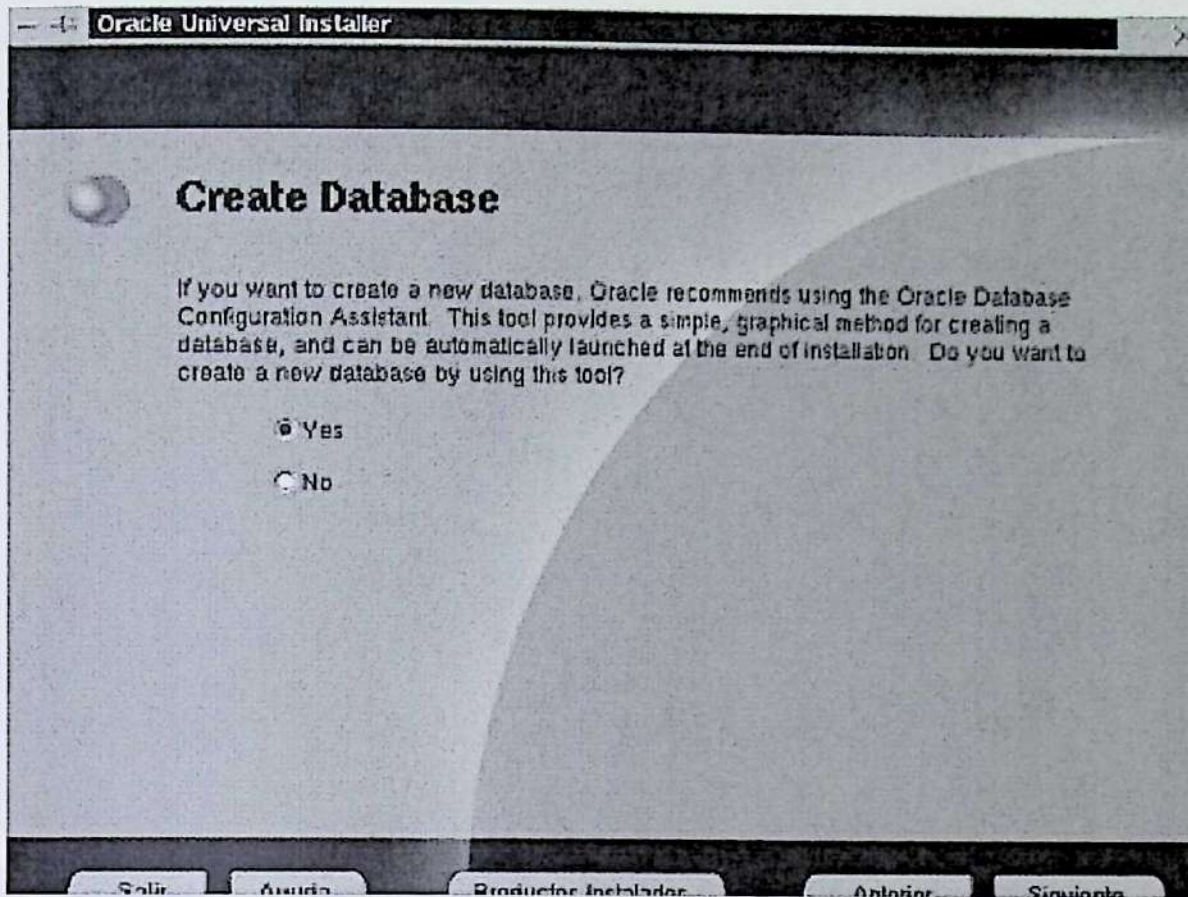 Oracle Universal Installer
Create Database
If you want to create a new database, Oracle recommends using the Oracle Database
Configuration Assistant. This tool provides a simple, graphical method for creating a
database, and can be automatically launched at the end of installation. Do you want to
create a new database by using this tool?
Yes
No
Salir
Ayuda
Productos Instalados
Anterior
Siguiente